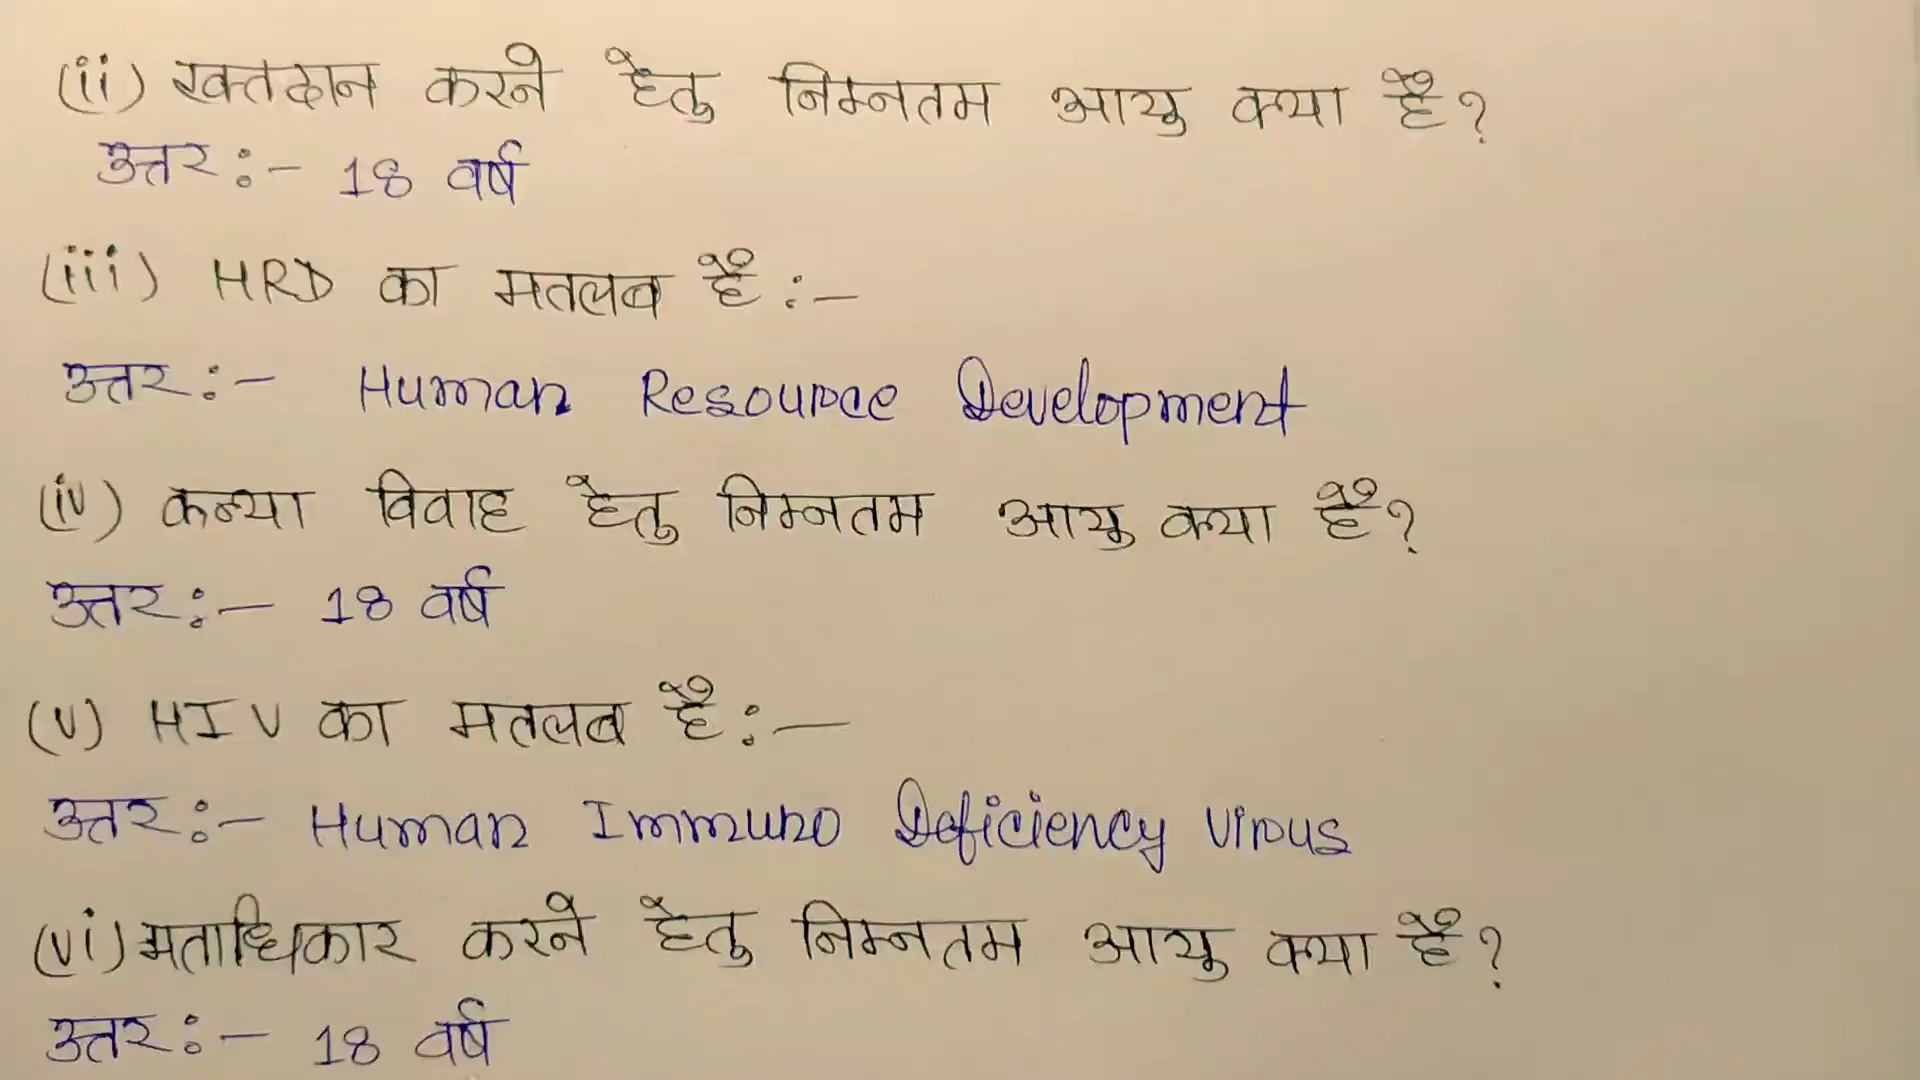 (ii) रक्तदान करने हेतु निम्नतम आयु क्या है?
उत्तर:- 18 वर्ष
(iii) HRD का मतलब है:-
उत्तर:- Human Resource Development
(iv) कन्या विवाह हेतु निम्नतम आयु क्या है?
उत्तर:- 18 वर्ष
(v) HIV का मतलब है:-
उत्तर:- Human Immuno Deficiency Virus
(vi) मताधिकार करने हेतु निम्नतम आयु क्या है?
उत्तर:- 18 वर्ष